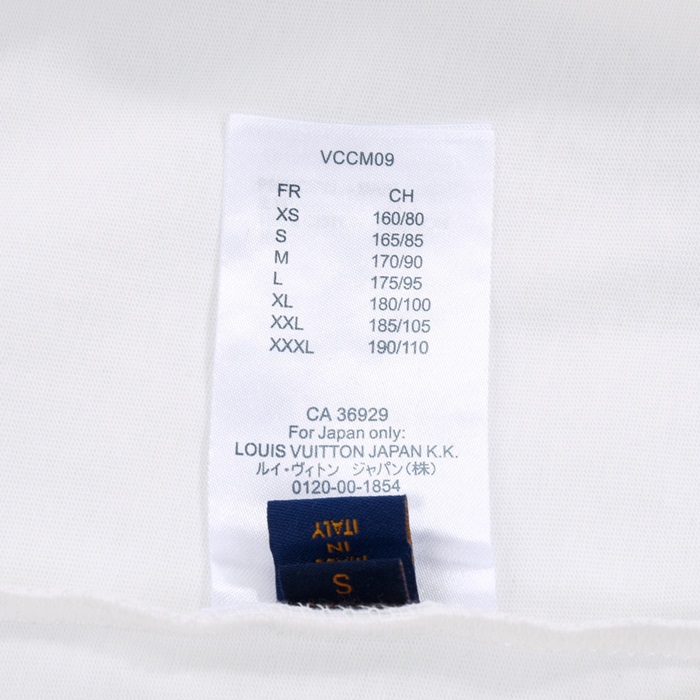 VCCM09
FR CH
XS 160/80
S 165/85
M 170/90
L 175/95
XL 180/100
XXL 185/105
XXXL 190/110
CA 36929
For Japan only:
LOUIS VUITTON JAPAN K.K.
ルイ・ヴィトン ジャパン(株)
0120-00-1854
MADE
IN
ITALY
S